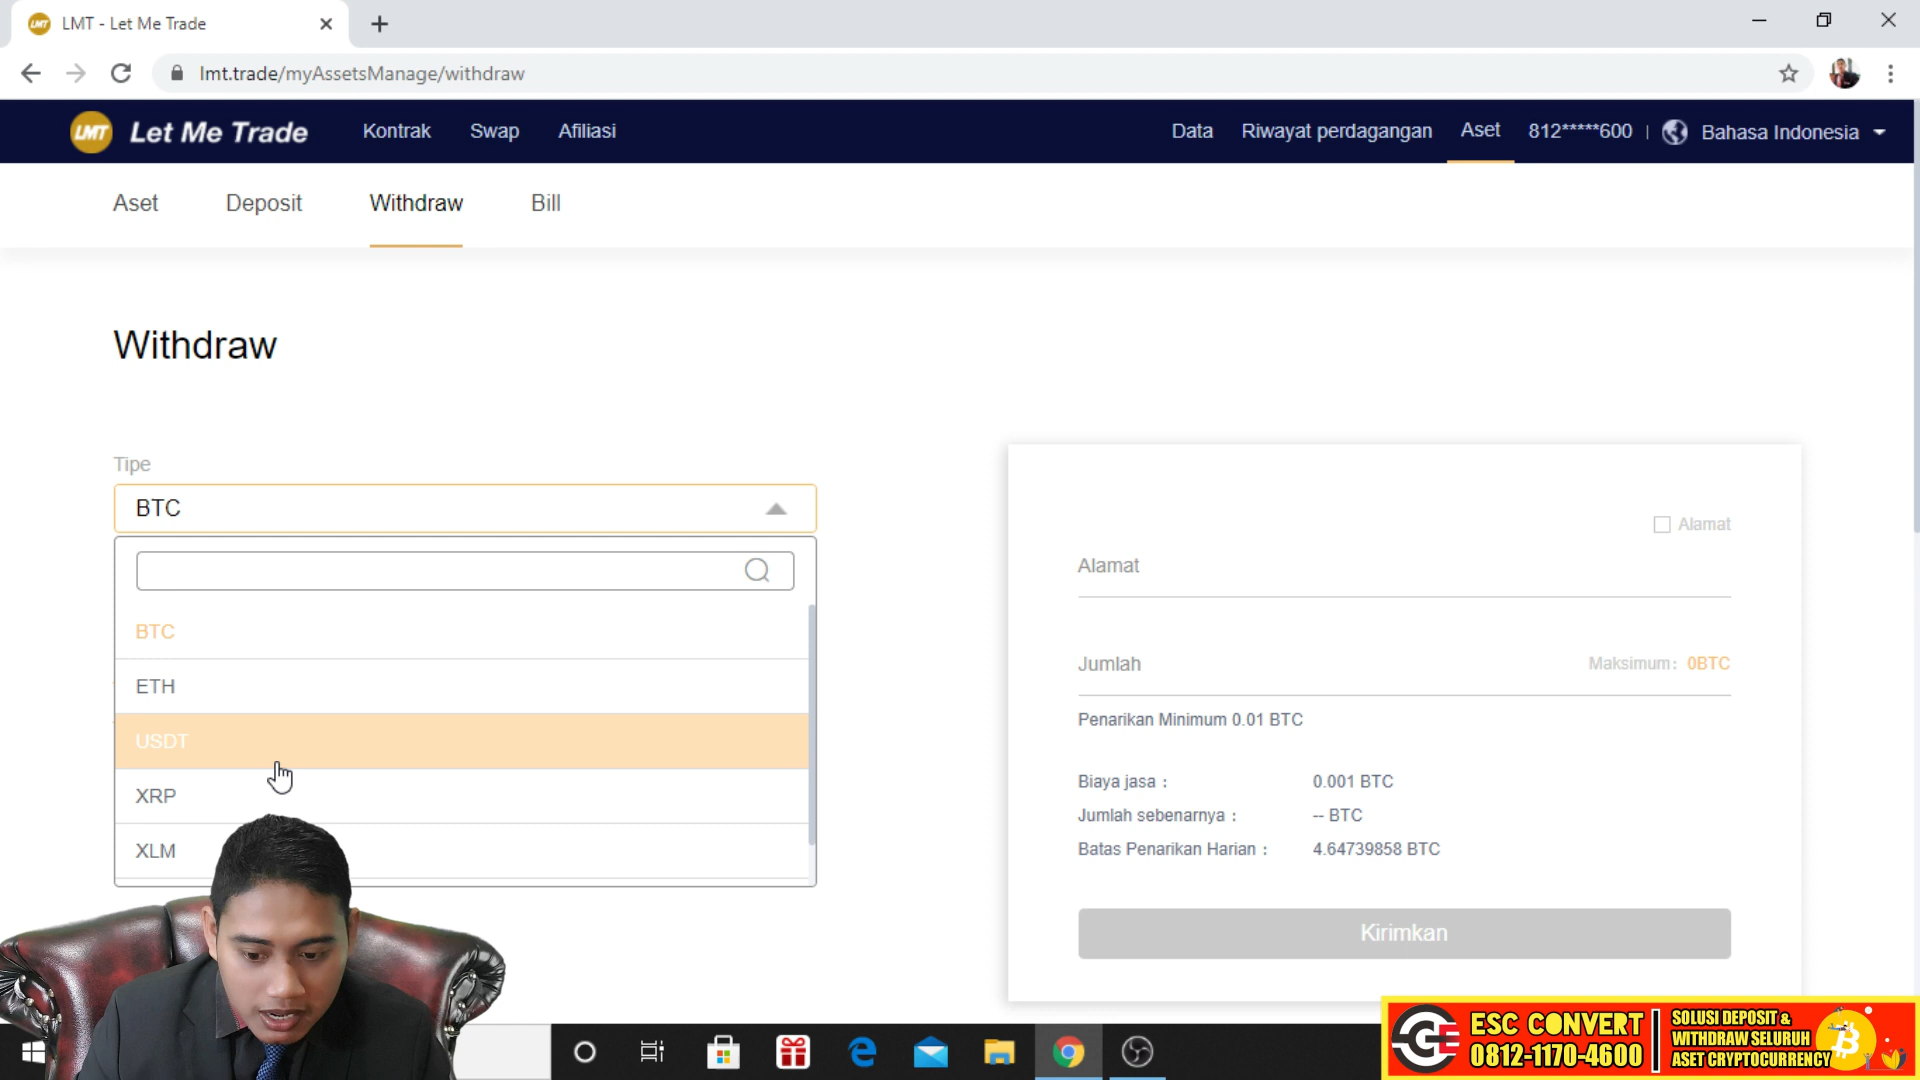 LMT - Let Me Trade
lmt.trade/myAssetsManage/withdraw
LMT Let Me Trade Kontrak Swap Afiliasi Data Riwayat perdagangan Aset 812*****600 | Bahasa Indonesia
Aset Deposit Withdraw Bill
Withdraw
Tipe
BTC
BTC
ETH
USDT
XRP
XLM
Alamat
Alamat
Jumlah Maksimum: 0BTC
Penarikan Minimum 0.01 BTC
Biaya jasa : 0.001 BTC
Jumlah sebenarnya : -- BTC
Batas Penarikan Harian : 4.64739858 BTC
Kirimkan
ESC CONVERT
0812-1170-4600
SOLUSI DEPOSIT &
WITHDRAW SELURUH
ASET CRYPTOCURRENCY